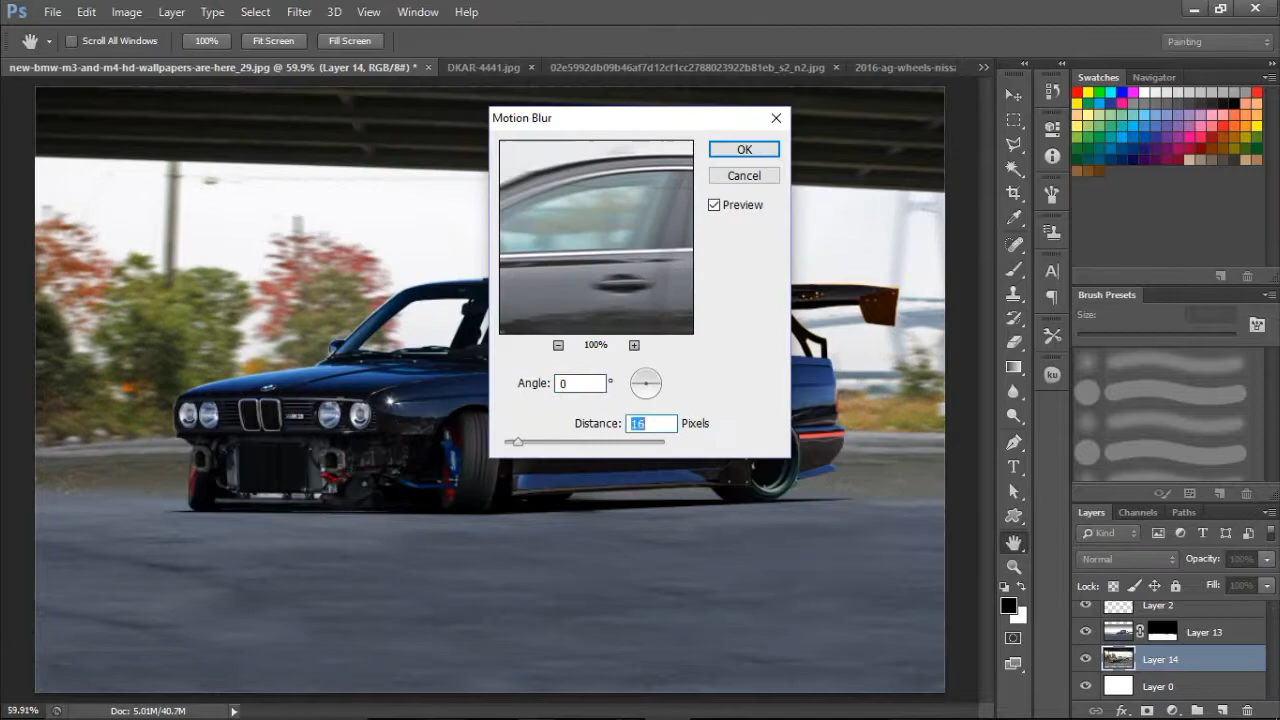 Ps File Edit Image Layer Type Select Filter 3D View Window Help
Scroll All Windows 100% Fit Screen Fill Screen Painting
new-bmw-m3-and-m4-hd-wallpapers-are-here_29.jpg @ 59.9% (Layer 14, RGB/8#) * × DKAR-4441.jpg × 02e5992db09b46af7d12cf1cc2788023922b81eb_s2_n2.jpg × 2016-ag-wheels-niss
Swatches Navigator
Motion Blur
OK
Cancel
Preview
100%
Angle: 0 °
Distance: 16 Pixels
Brush Presets
Size:
ku
Layers Channels Paths
Kind
Normal Opacity: 100%
Lock: Fill: 100%
Layer 2
Layer 13
Layer 14
Layer 0
fx
59.91% Doc: 5.01M/40.7M